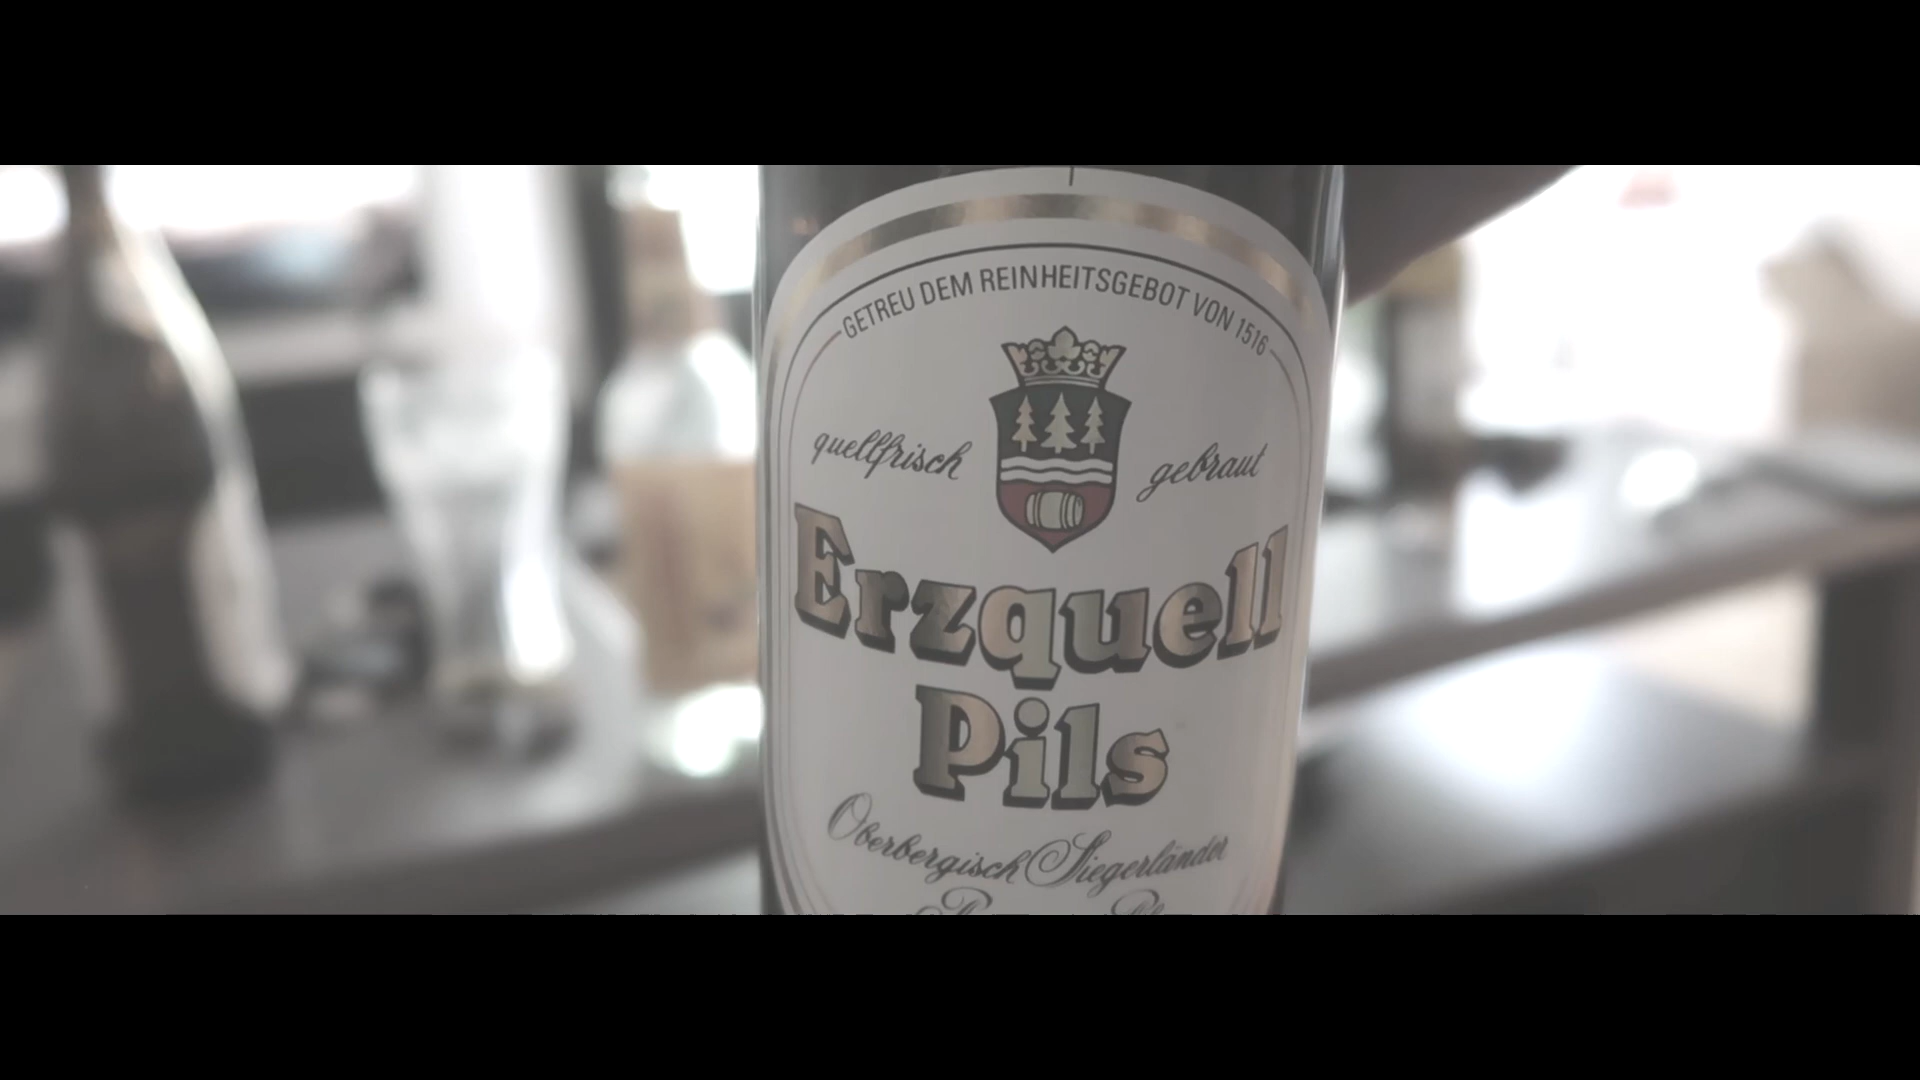 GETREU DEM REINHEITSGEBOT VON 1516
quellfrisch gebraut
Erzquell
Pils
Oberbergisch Siegerländer